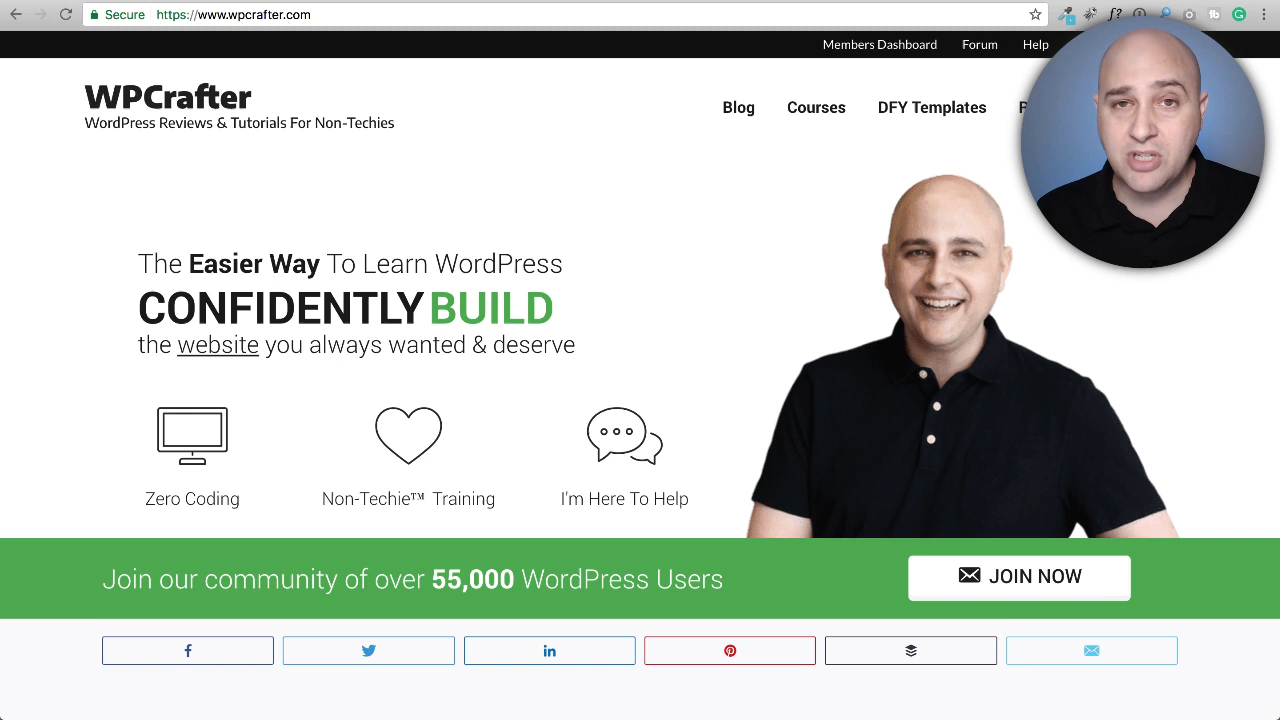 Secure https://www.wpcrafter.com
Members Dashboard Forum Help
WPCrafter
WordPress Reviews & Tutorials For Non-Techies
Blog Courses DFY Templates
The Easier Way To Learn WordPress
CONFIDENTLY BUILD
the website you always wanted & deserve
Zero Coding Non-Techie™ Training I'm Here To Help
Join our community of over 55,000 WordPress Users
JOIN NOW